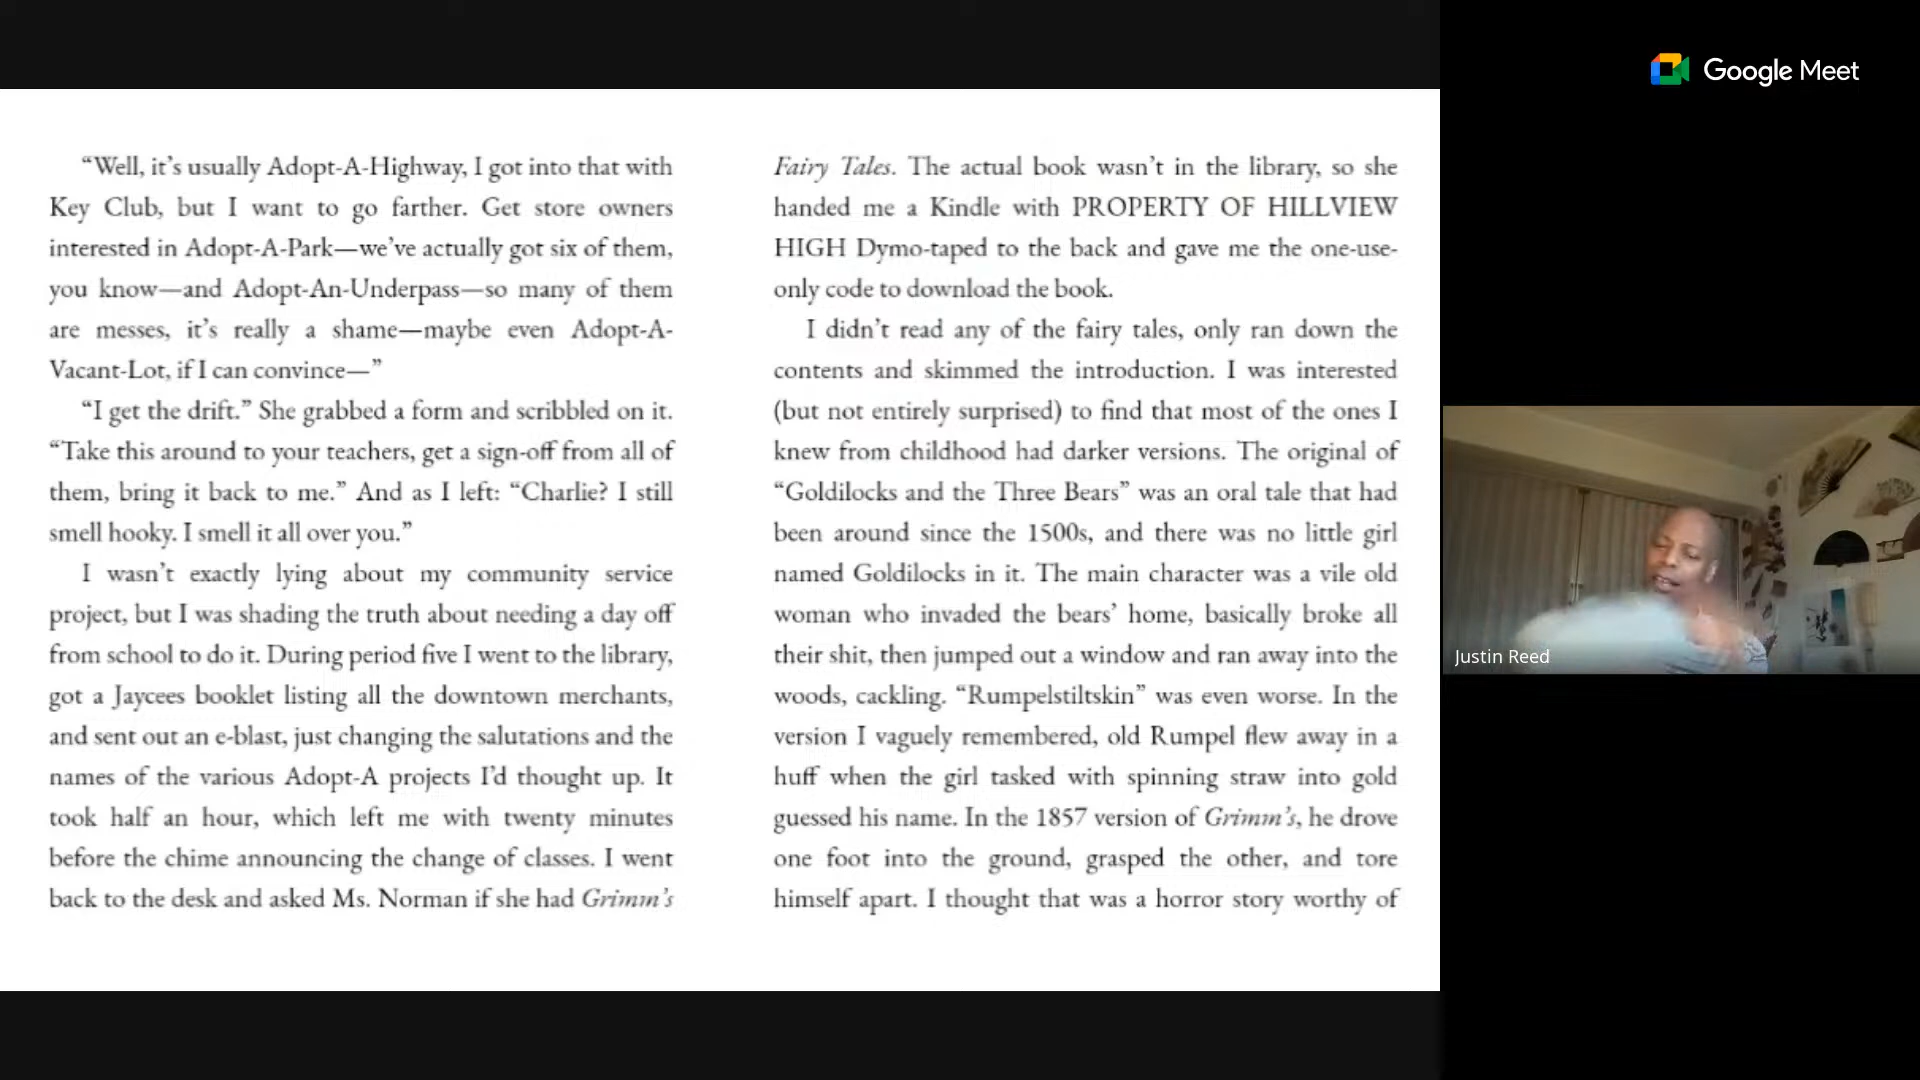 “Well, it’s usually Adopt-A-Highway, I got into that with
Key Club, but I want to go farther. Get store owners
interested in Adopt-A-Park—we’ve actually got six of them,
you know—and Adopt-An-Underpass—so many of them
are messes, it’s really a shame—maybe even Adopt-A-
Vacant-Lot, if I can convince—”
“I get the drift.” She grabbed a form and scribbled on it.
“Take this around to your teachers, get a sign-off from all of
them, bring it back to me.” And as I left: “Charlie? I still
smell hooky. I smell it all over you.”
I wasn’t exactly lying about my community service
project, but I was shading the truth about needing a day off
from school to do it. During period five I went to the library,
got a Jaycees booklet listing all the downtown merchants,
and sent out an e-blast, just changing the salutations and the
names of the various Adopt-A projects I’d thought up. It
took half an hour, which left me with twenty minutes
before the chime announcing the change of classes. I went
back to the desk and asked Ms. Norman if she had Grimm’s
Fairy Tales. The actual book wasn’t in the library, so she
handed me a Kindle with PROPERTY OF HILLVIEW
HIGH Dymo-taped to the back and gave me the one-use-
only code to download the book.
I didn’t read any of the fairy tales, only ran down the
contents and skimmed the introduction. I was interested
(but not entirely surprised) to find that most of the ones I
knew from childhood had darker versions. The original of
“Goldilocks and the Three Bears” was an oral tale that had
been around since the 1500s, and there was no little girl
named Goldilocks in it. The main character was a vile old
woman who invaded the bears’ home, basically broke all
their shit, then jumped out a window and ran away into the
woods, cackling. “Rumpelstiltskin” was even worse. In the
version I vaguely remembered, old Rumpel flew away in a
huff when the girl tasked with spinning straw into gold
guessed his name. In the 1857 version of Grimm’s, he drove
one foot into the ground, grasped the other, and tore
himself apart. I thought that was a horror story worthy of
Google Meet
Justin Reed